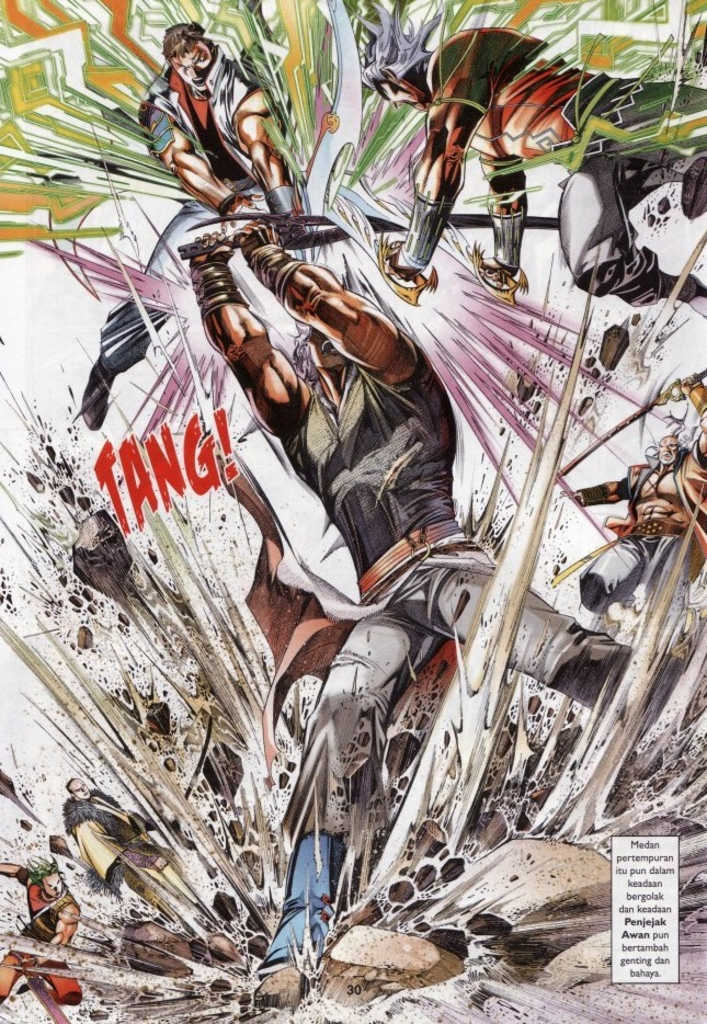 TANG!
Medan
pertempuran
itu pun dalam
keadaan
bergolak
dan keadaan
Penjejak
Awan pun
bertambah
genting dan
bahaya.
30